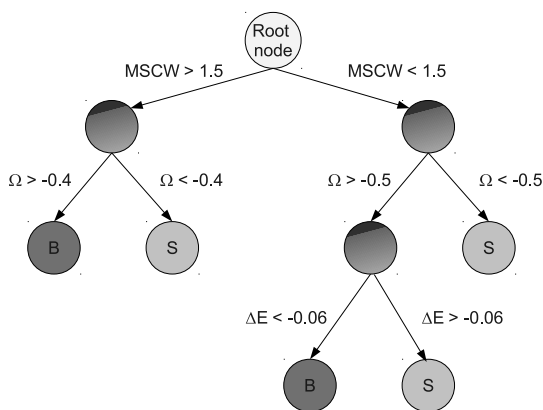 Root
node
MSCW > 1.5
MSCW < 1.5
Ω > -0.4
Ω < -0.4
Ω > -0.5
Ω < -0.5
B
S
S
ΔE < -0.06
ΔE > -0.06
B
S